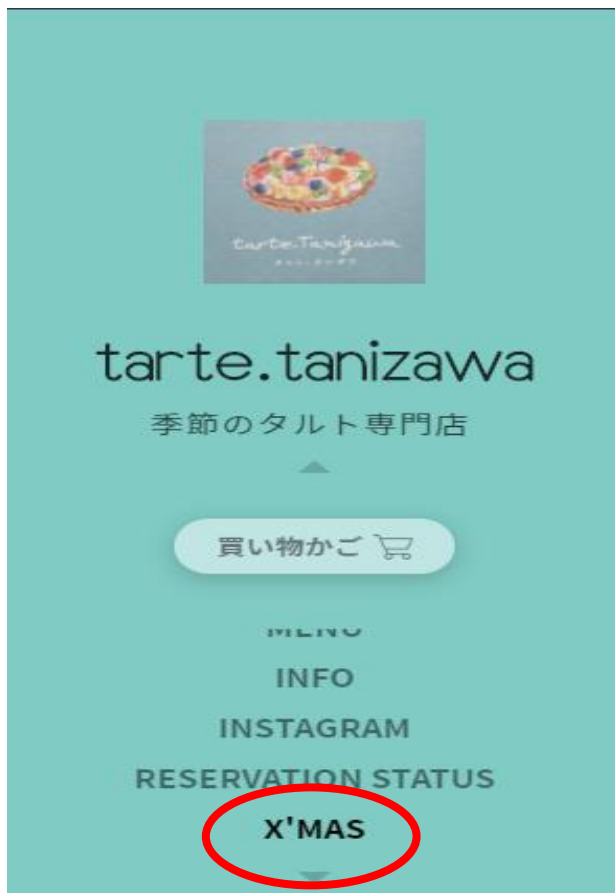 tarte.Tanizawa
tarte.tanizawa
季節のタルト専門店
買い物かご
MENU
INFO
INSTAGRAM
RESERVATION STATUS
X'MAS